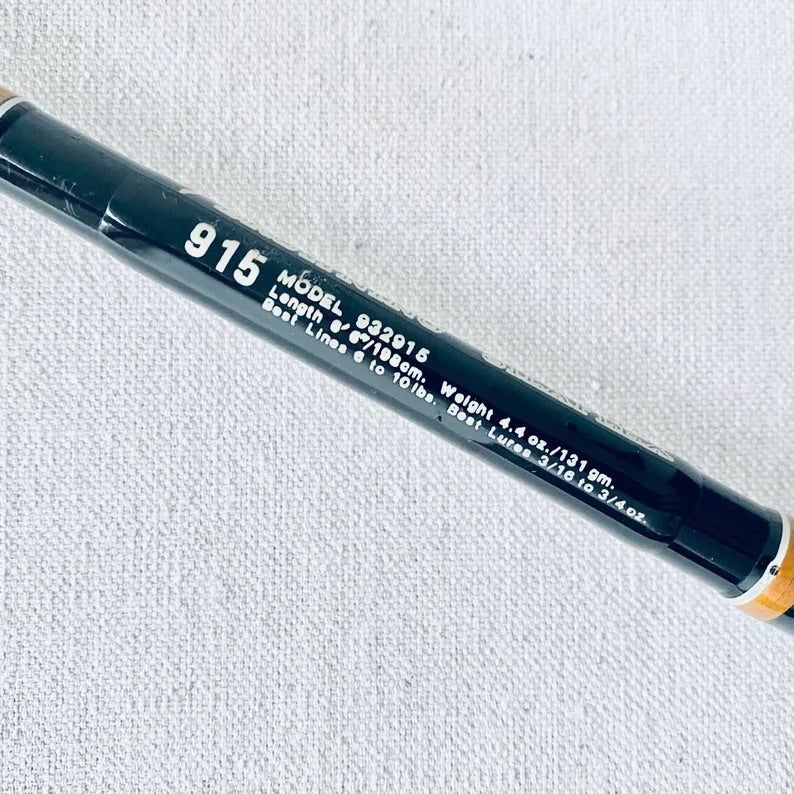 915
MODEL 932915
Length 6' 6"/198cm. Weight 4.4 oz./131 gm.
Best Lines 6 to 10 lbs. Best Lures 3/16 to 3/4 oz.